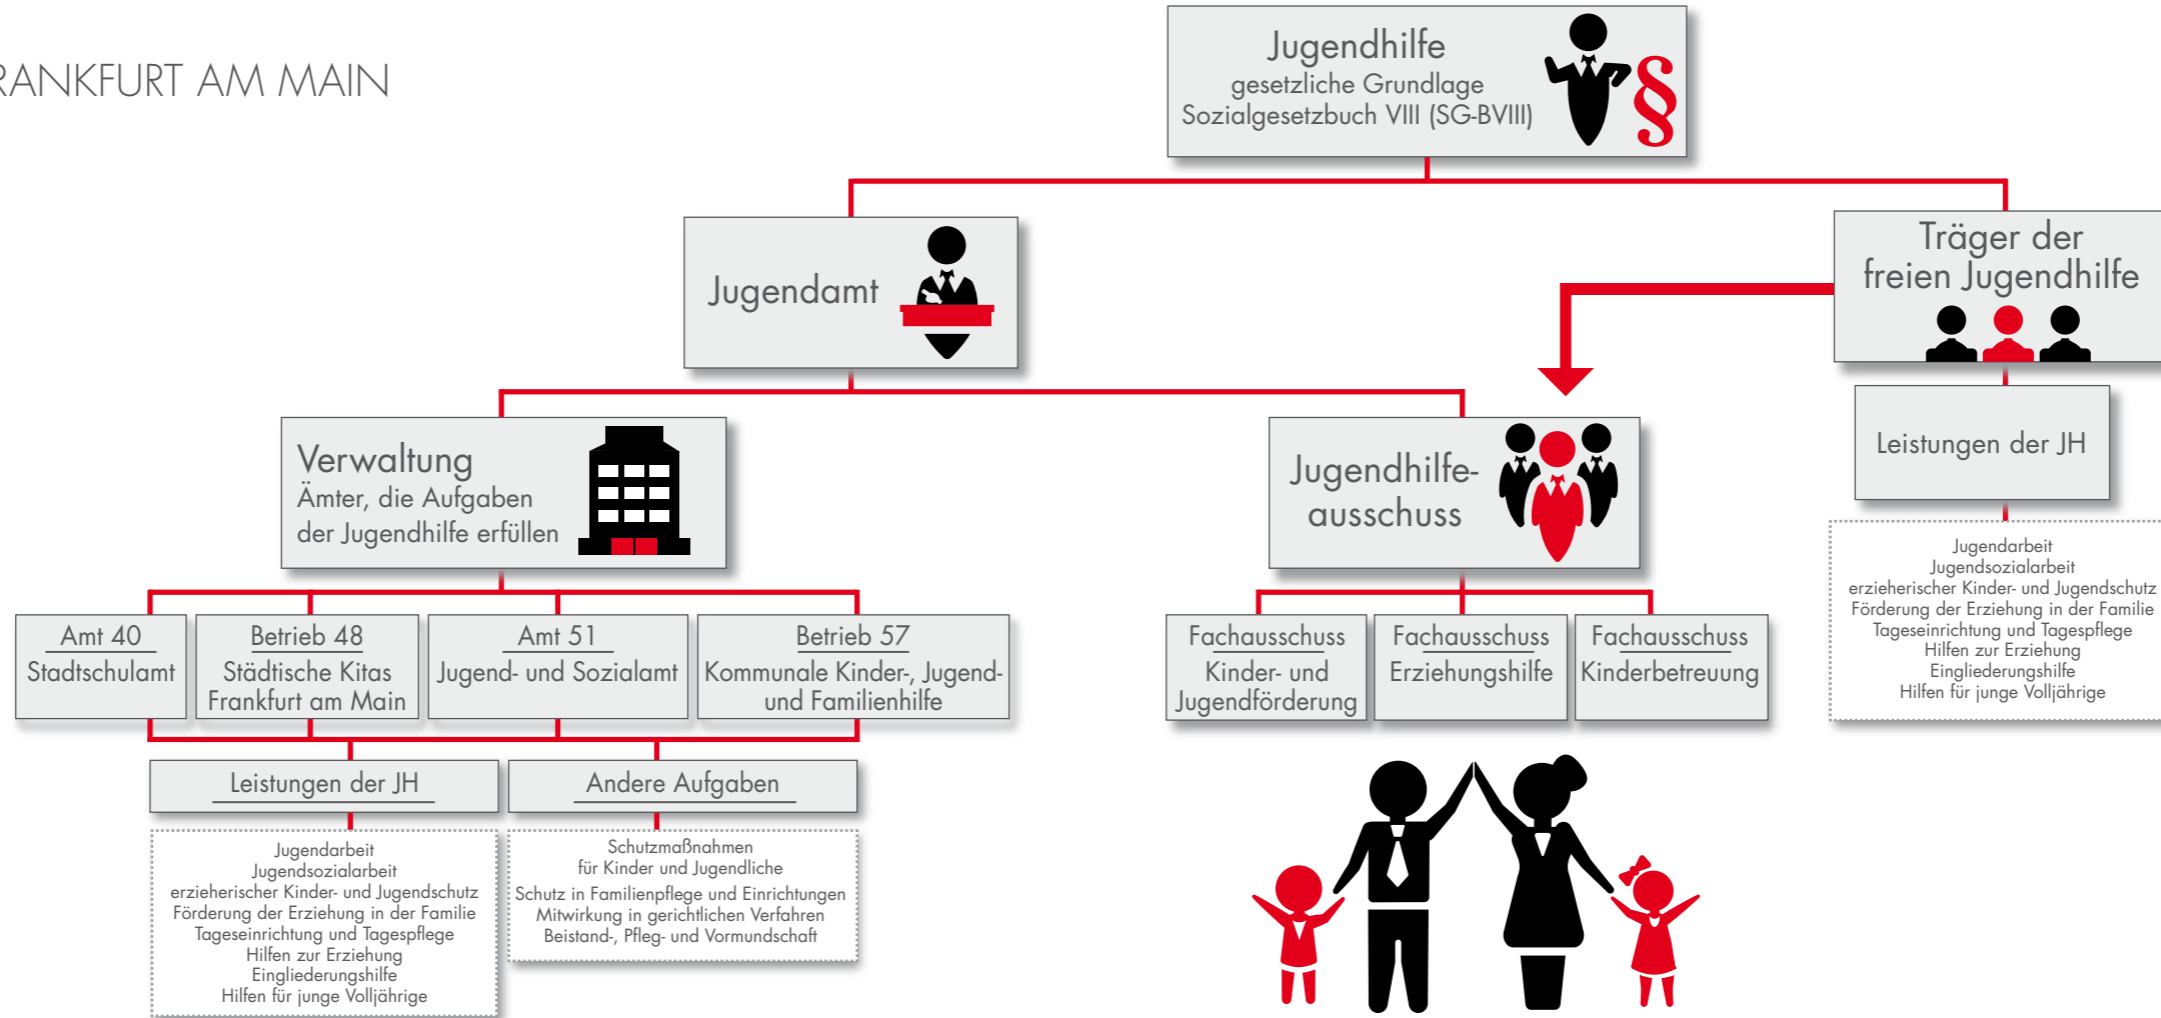 RANKFURT AM MAIN
Jugendhilfe
gesetzliche Grundlage
Sozialgesetzbuch VIII (SG-BVIII)
§
Jugendamt
Träger der
freien Jugendhilfe
Verwaltung
Ämter, die Aufgaben
der Jugendhilfe erfüllen
Jugendhilfe-
ausschuss
Leistungen der JH
Jugendarbeit
Jugendsozialarbeit
erzieherischer Kinder- und Jugendschutz
Förderung der Erziehung in der Familie
Tageseinrichtung und Tagespflege
Hilfen zur Erziehung
Eingliederungshilfe
Hilfen für junge Volljährige
Amt 40
Stadtschulamt
Betrieb 48
Städtische Kitas
Frankfurt am Main
Amt 51
Jugend- und Sozialamt
Betrieb 57
Kommunale Kinder-, Jugend-
und Familienhilfe
Fachausschuss
Kinder- und
Jugendförderung
Fachausschuss
Erziehungshilfe
Fachausschuss
Kinderbetreuung
Leistungen der JH
Jugendarbeit
Jugendsozialarbeit
erzieherischer Kinder- und Jugendschutz
Förderung der Erziehung in der Familie
Tageseinrichtung und Tagespflege
Hilfen zur Erziehung
Eingliederungshilfe
Hilfen für junge Volljährige
Andere Aufgaben
Schutzmaßnahmen
für Kinder und Jugendliche
Schutz in Familienpflege und Einrichtungen
Mitwirkung in gerichtlichen Verfahren
Beistand-, Pfleg- und Vormundschaft